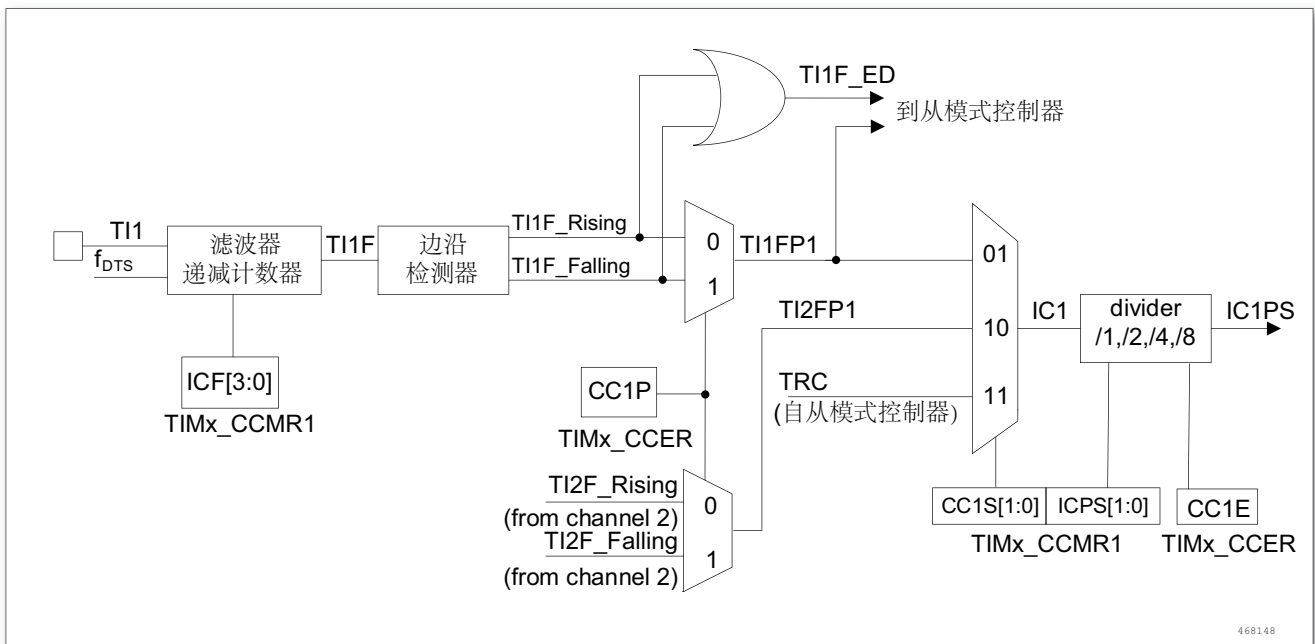 TI1F_ED
到从模式控制器
TI1
fDTS
滤波器
递减计数器
TI1F
边沿
检测器
TI1F_Rising
TI1F_Falling
0
1
TI1FP1
ICF[3:0]
TIMx_CCMR1
CC1P
TIMx_CCER
TI2FP1
TRC
(自从模式控制器)
01
10
11
IC1
divider
/1,/2,/4,/8
IC1PS
TI2F_Rising
(from channel 2)
TI2F_Falling
(from channel 2)
0
1
CC1S[1:0]
ICPS[1:0]
TIMx_CCMR1
CC1E
TIMx_CCER
468148